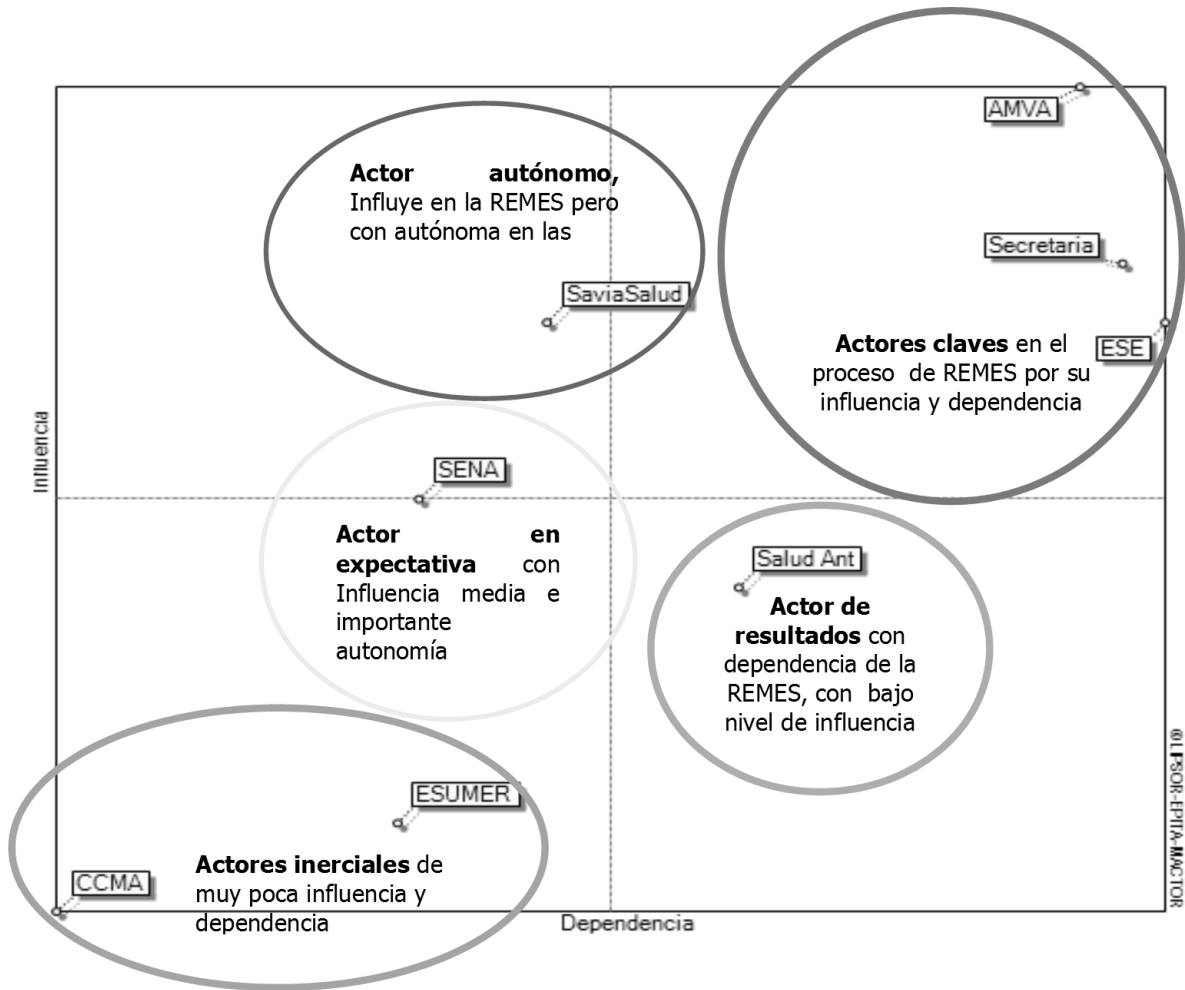 AMVA
Actor autónomo,
Influye en la REMES pero
con autónoma en las
Secretaria
SaviaSalud
Actores claves en el
proceso de REMES por su
influencia y dependencia
ESE
Influencia
SENA
Actor en
expectativa con
Influencia media e
importante
autonomía
Salud Ant
Actor de
resultados con
dependencia de la
REMES, con bajo
nivel de influencia
ESUMER
Actores inerciales de
muy poca influencia y
dependencia
CCMA
Dependencia
@LIPSOR-EPITA-MACTOR